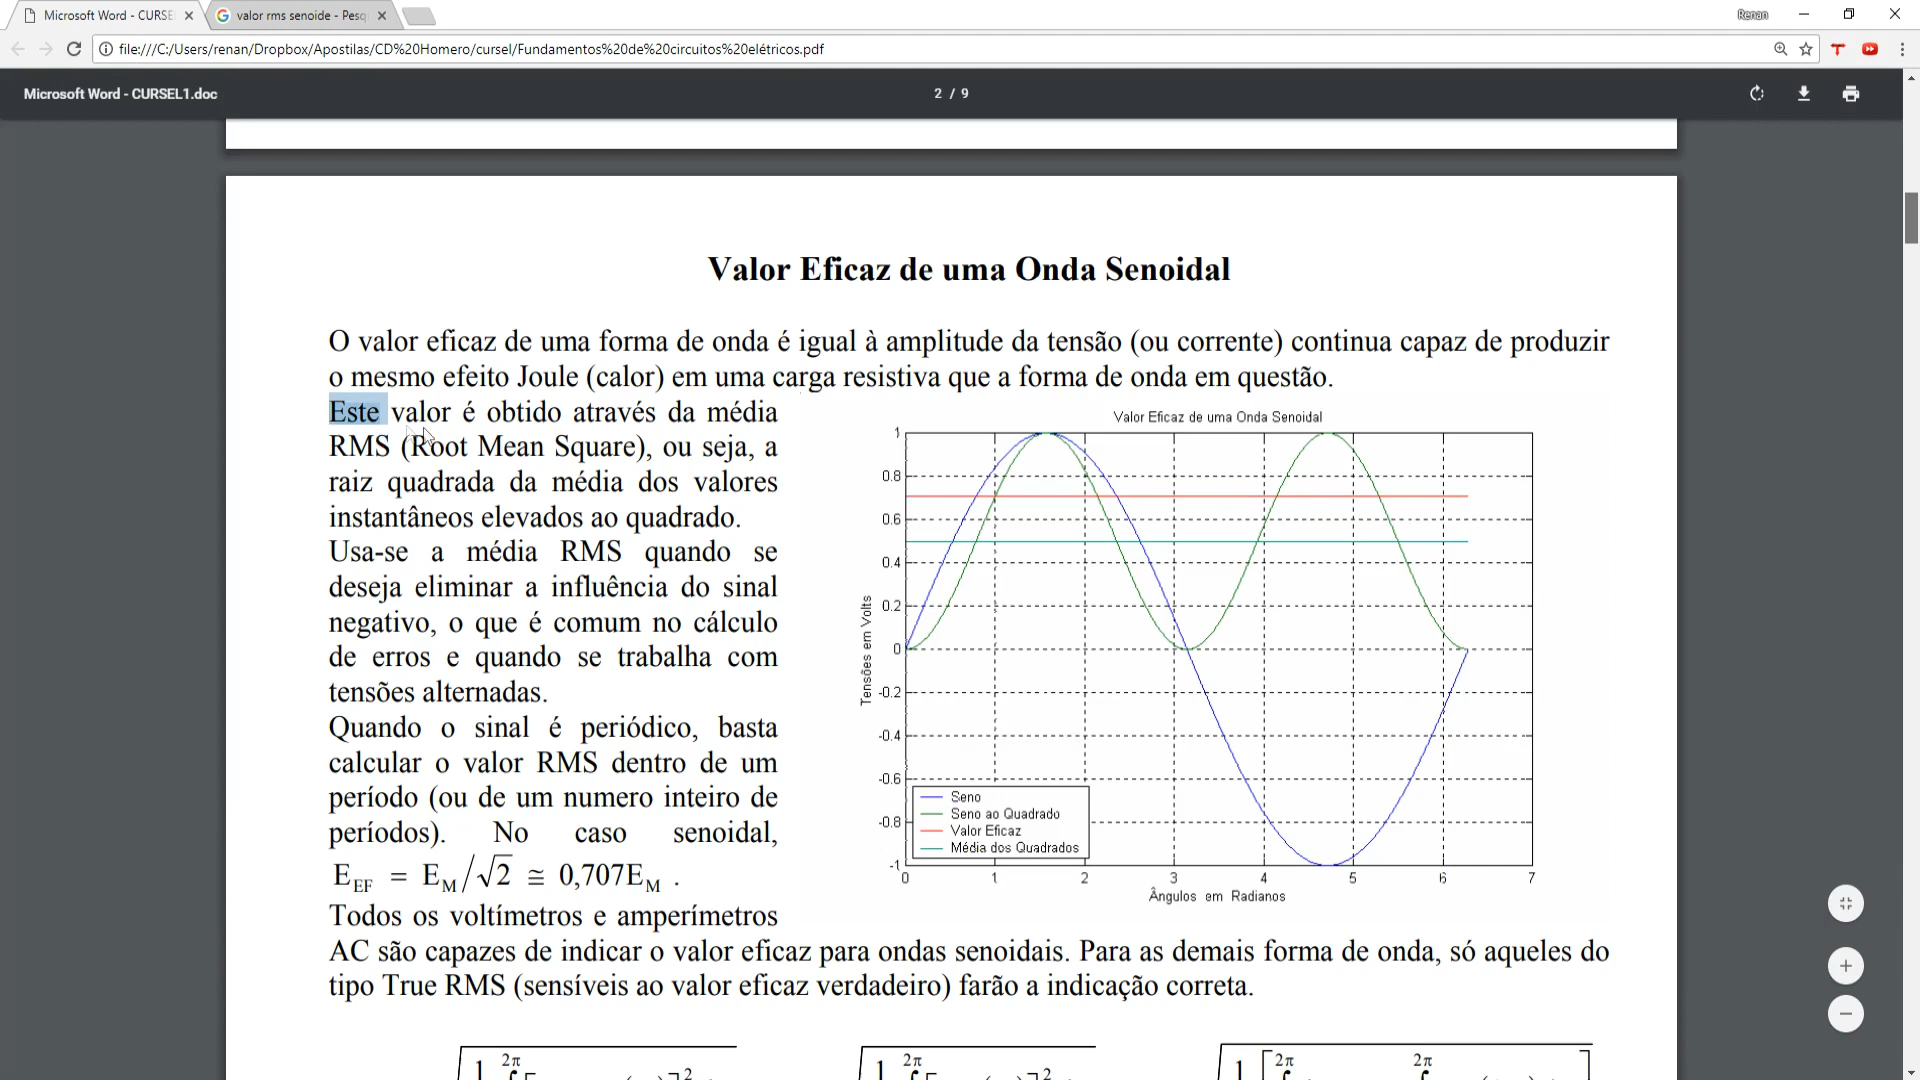 Microsoft Word - CURSE
valor rms senoide - Pesq
Renan
file:///C:/Users/renan/Dropbox/Apostilas/CD%20Homero/cursel/Fundamentos%20de%20circuitos%20elétricos.pdf
Microsoft Word - CURSEL1.doc
2 / 9
Valor Eficaz de uma Onda Senoidal
O valor eficaz de uma forma de onda é igual à amplitude da tensão (ou corrente) continua capaz de produzir
o mesmo efeito Joule (calor) em uma carga resistiva que a forma de onda em questão.
Este valor é obtido através da média
RMS (Root Mean Square), ou seja, a
raiz quadrada da média dos valores
instantâneos elevados ao quadrado.
Usa-se a média RMS quando se
deseja eliminar a influência do sinal
negativo, o que é comum no cálculo
de erros e quando se trabalha com
tensões alternadas.
Quando o sinal é periódico, basta
calcular o valor RMS dentro de um
período (ou de um numero inteiro de
períodos). No caso senoidal,
E_EF = E_M/√2 ≅ 0,707E_M .
Todos os voltímetros e amperímetros
AC são capazes de indicar o valor eficaz para ondas senoidais. Para as demais forma de onda, só aqueles do
tipo True RMS (sensíveis ao valor eficaz verdadeiro) farão a indicação correta.
Valor Eficaz de uma Onda Senoidal
1
0.8
0.6
0.4
0.2
0
-0.2
-0.4
-0.6
-0.8
-1
Tensões em Volts
Seno
Seno ao Quadrado
Valor Eficaz
Média dos Quadrados
0 1 2 3 4 5 6 7
Ângulos em Radianos
1 2π 2 1 2π 2 1 2π 2π